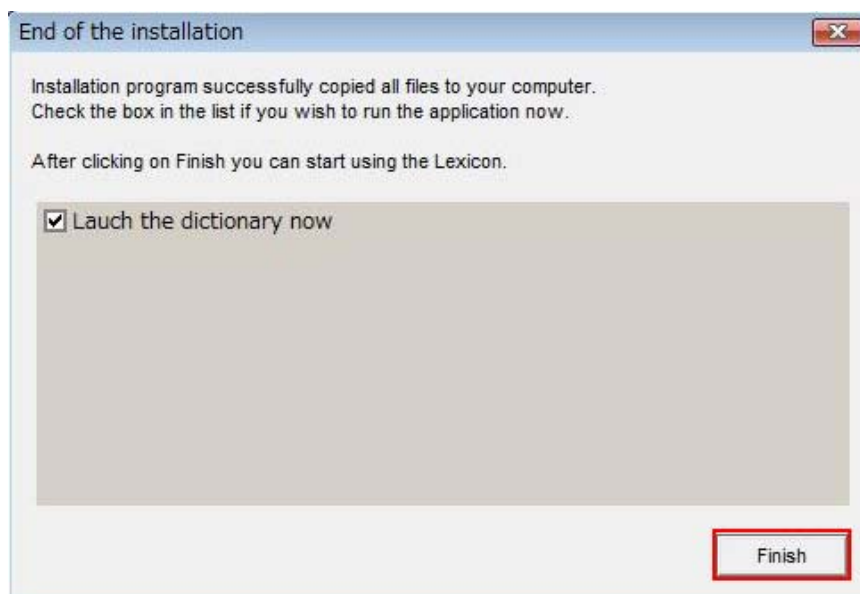 End of the installation
Installation program successfully copied all files to your computer.
Check the box in the list if you wish to run the application now.
After clicking on Finish you can start using the Lexicon.
Lauch the dictionary now
Finish